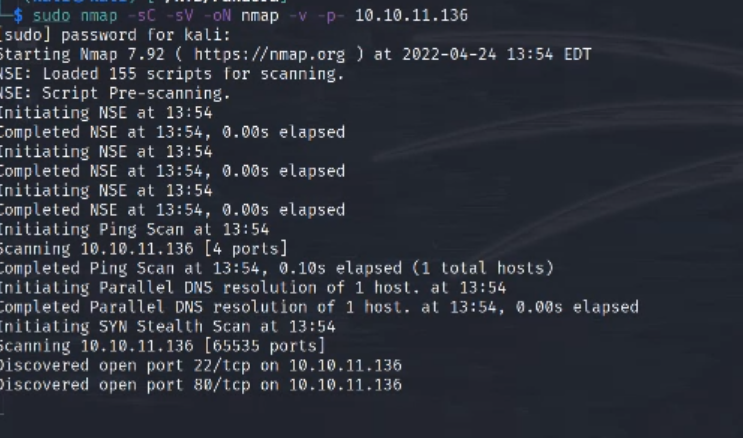 $ sudo nmap -sC -sV -oN nmap -v -p- 10.10.11.136
[sudo] password for kali:
Starting Nmap 7.92 ( https://nmap.org ) at 2022-04-24 13:54 EDT
NSE: Loaded 155 scripts for scanning.
NSE: Script Pre-scanning.
Initiating NSE at 13:54
Completed NSE at 13:54, 0.00s elapsed
Initiating NSE at 13:54
Completed NSE at 13:54, 0.00s elapsed
Initiating NSE at 13:54
Completed NSE at 13:54, 0.00s elapsed
Initiating Ping Scan at 13:54
Scanning 10.10.11.136 [4 ports]
Completed Ping Scan at 13:54, 0.10s elapsed (1 total hosts)
Initiating Parallel DNS resolution of 1 host. at 13:54
Completed Parallel DNS resolution of 1 host. at 13:54, 0.00s elapsed
Initiating SYN Stealth Scan at 13:54
Scanning 10.10.11.136 [65535 ports]
Discovered open port 22/tcp on 10.10.11.136
Discovered open port 80/tcp on 10.10.11.136